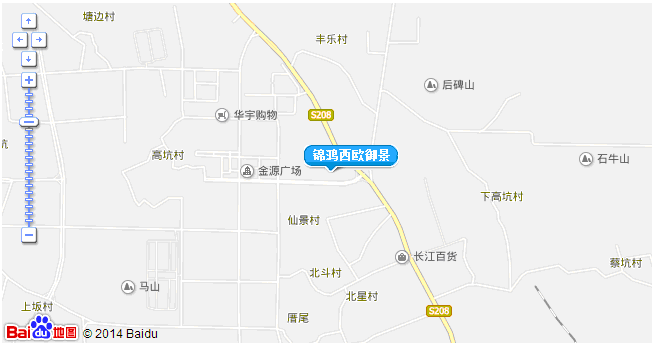 塘边村
丰乐村
后碑山
华宇购物
S208
高坑村
锦鸿西欧御景
石牛山
金源广场
下高坑村
仙景村
长江百货
蔡坑村
北斗村
马山
北星村
上坂村
厝尾
S208
坑
Bai du 地图 © 2014 Baidu